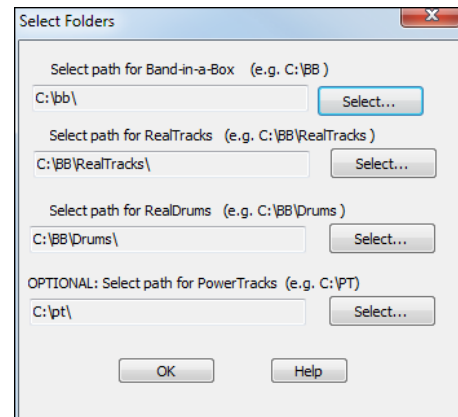 Select Folders
Select path for Band-in-a-Box (e.g. C:\BB )
C:\bb\
Select...
Select path for RealTracks (e.g. C:\BB\RealTracks )
C:\BB\RealTracks\
Select...
Select path for RealDrums (e.g. C:\BB\Drums )
C:\BB\Drums\
Select...
OPTIONAL: Select path for PowerTracks (e.g. C:\PT)
C:\pt\
Select...
OK
Help